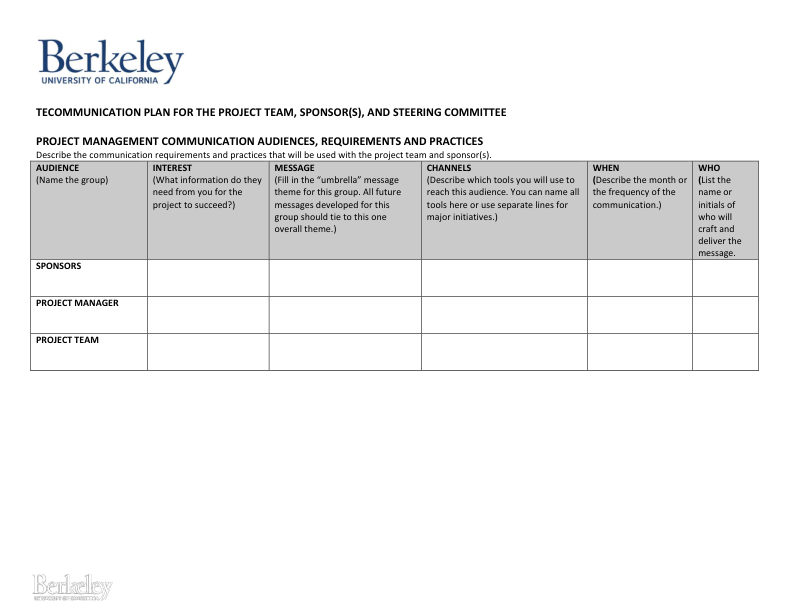 Berkeley
UNIVERSITY OF CALIFORNIA
TECOMMUNICATION PLAN FOR THE PROJECT TEAM, SPONSOR(S), AND STEERING COMMITTEE
PROJECT MANAGEMENT COMMUNICATION AUDIENCES, REQUIREMENTS AND PRACTICES
Describe the communication requirements and practices that will be used with the project team and sponsor(s).
AUDIENCE
(Name the group)
INTEREST
(What information do they
need from you for the
project to succeed?)
MESSAGE
(Fill in the “umbrella” message
theme for this group. All future
messages developed for this
group should tie to this one
overall theme.)
CHANNELS
(Describe which tools you will use to
reach this audience. You can name all
tools here or use separate lines for
major initiatives.)
WHEN
(Describe the month or
the frequency of the
communication.)
WHO
(List the
name or
initials of
who will
craft and
deliver the
message.
SPONSORS
PROJECT MANAGER
PROJECT TEAM
Berkeley